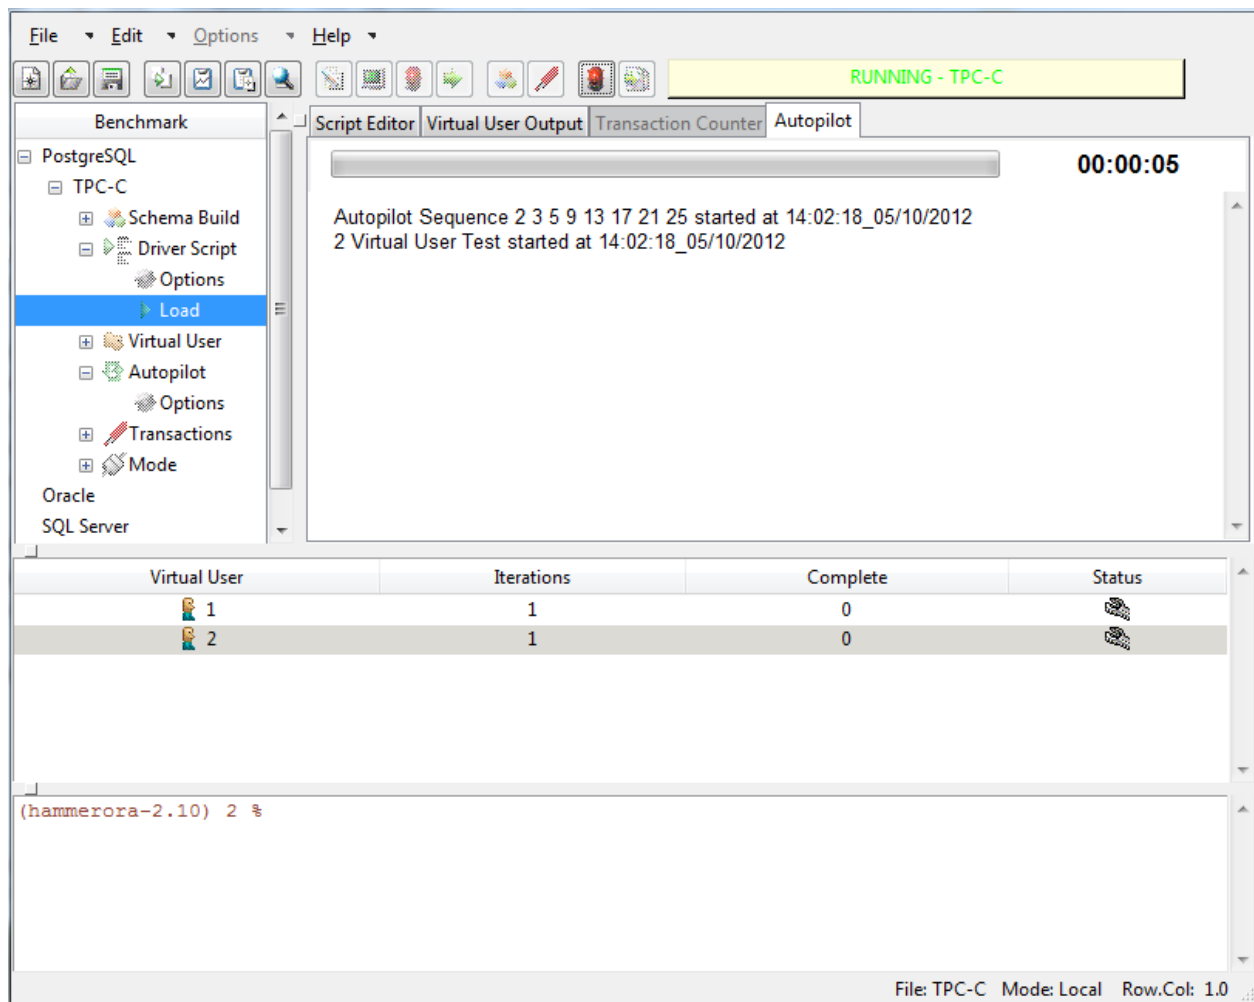 File Edit Options Help
RUNNING - TPC-C
Benchmark
PostgreSQL
TPC-C
Schema Build
Driver Script
Options
Load
Virtual User
Autopilot
Options
Transactions
Mode
Oracle
SQL Server
Script Editor Virtual User Output Transaction Counter Autopilot
00:00:05
Autopilot Sequence 2 3 5 9 13 17 21 25 started at 14:02:18_05/10/2012
2 Virtual User Test started at 14:02:18_05/10/2012
Virtual User Iterations Complete Status
1 1 0
2 1 0
(hammerora-2.10) 2 %
File: TPC-C Mode: Local Row.Col: 1.0